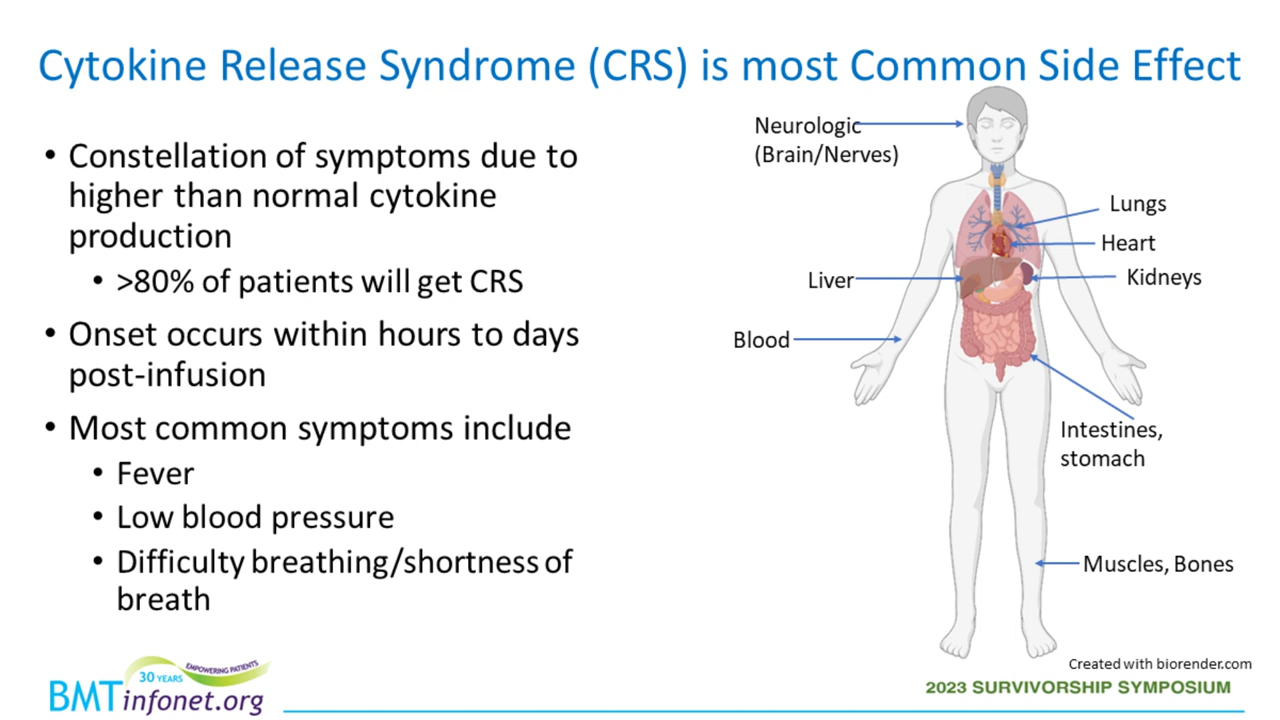 Cytokine Release Syndrome (CRS) is most Common Side Effect
• Constellation of symptoms due to
higher than normal cytokine
production
• >80% of patients will get CRS
• Onset occurs within hours to days
post-infusion
• Most common symptoms include
• Fever
• Low blood pressure
• Difficulty breathing/shortness of
breath
Neurologic
(Brain/Nerves)
Lungs
Heart
Liver
Kidneys
Blood
Intestines,
stomach
Muscles, Bones
Created with biorender.com
30 YEARS
EMPOWERING PATIENTS
BMTinfonet.org
2023 SURVIVORSHIP SYMPOSIUM